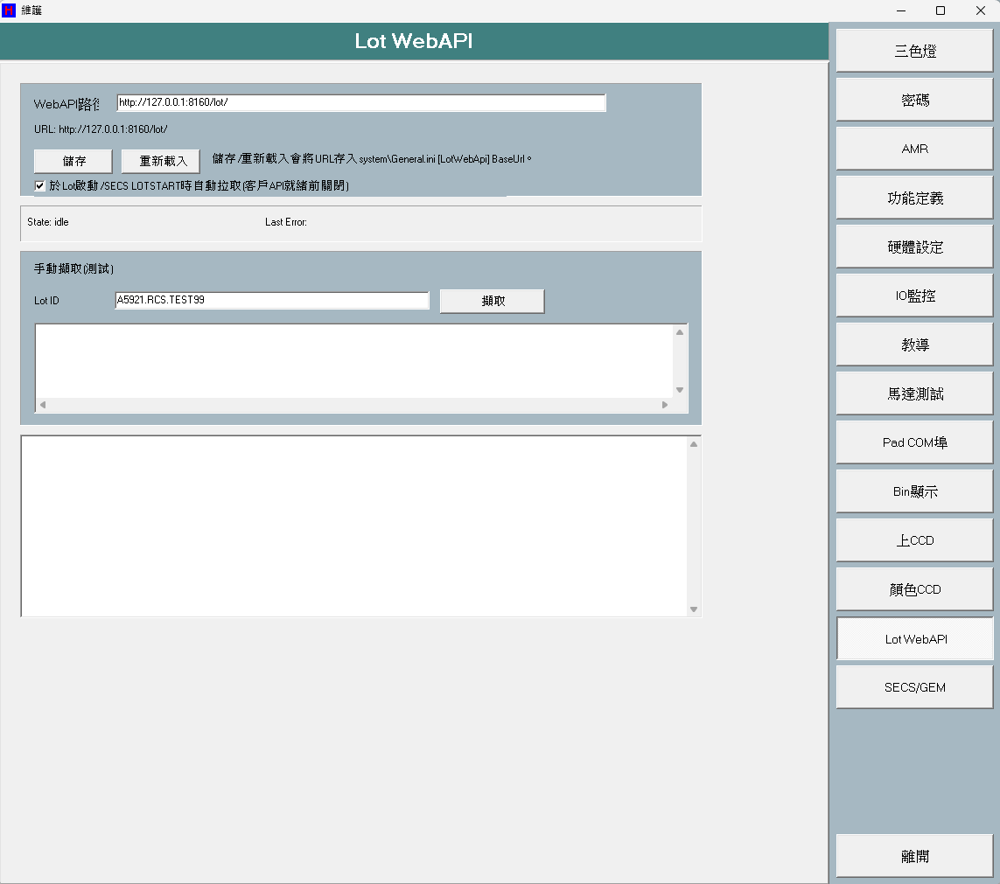 維護
Lot WebAPI
WebAPI路徑 http://127.0.0.1:8160/lot/
URL: http://127.0.0.1:8160/lot/
儲存 重新載入 儲存/重新載入會將URL存入 system\General.ini [LotWebApi] BaseUrl。
於Lot啟動/SECS LOTSTART時自動拉取(客戶API就緒前關閉)
State: idle Last Error:
手動擷取(測試)
Lot ID A5921.RCS.TEST99 擷取
三色燈
密碼
AMR
功能定義
硬體設定
IO監控
教導
馬達測試
Pad COM埠
Bin顯示
上CCD
顏色CCD
Lot WebAPI
SECS/GEM
離開